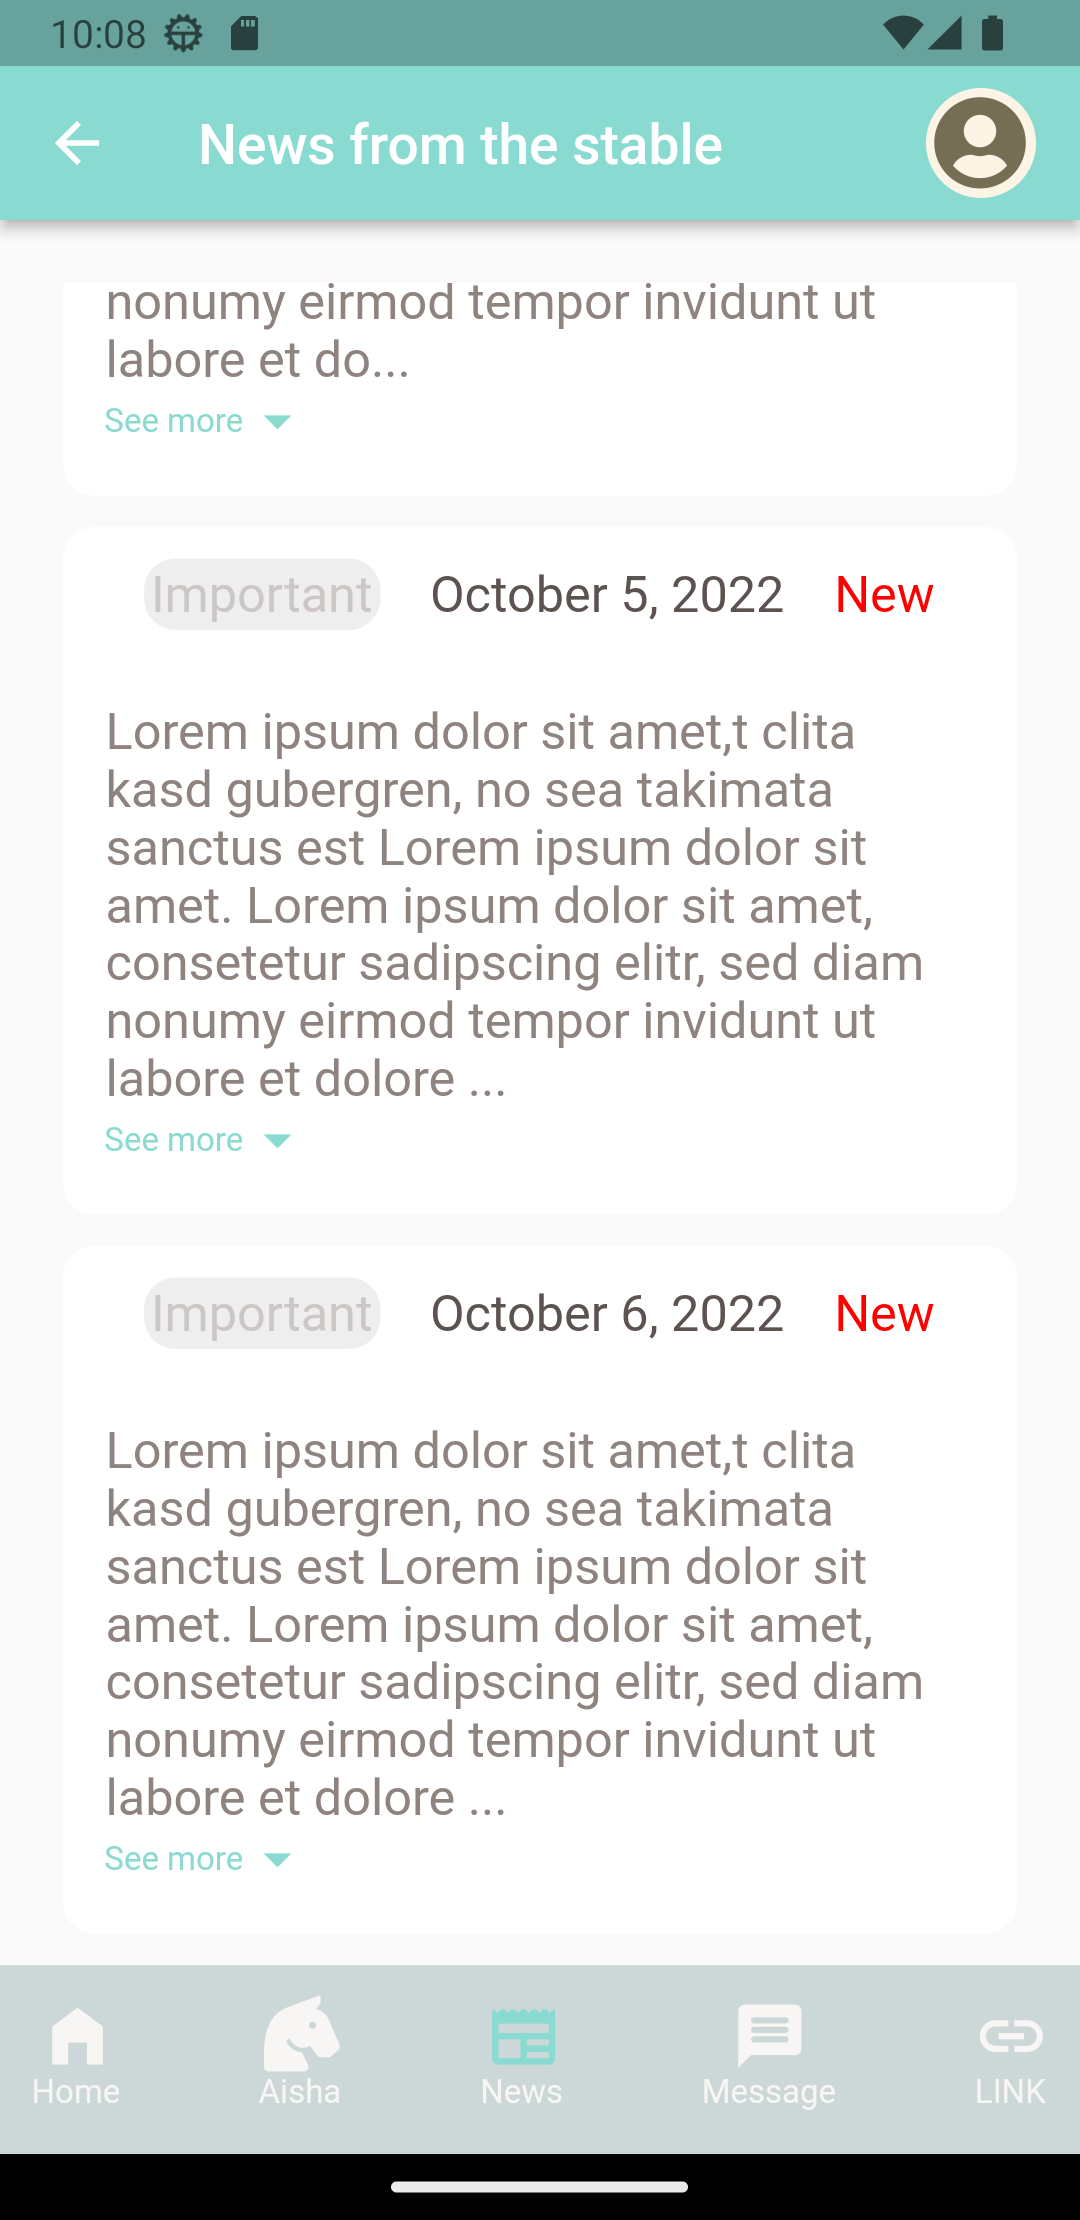 10:08
News from the stable
nonumy eirmod tempor invidunt ut
labore et do...
See more
Important October 5, 2022 New
Lorem ipsum dolor sit amet,t clita
kasd gubergren, no sea takimata
sanctus est Lorem ipsum dolor sit
amet. Lorem ipsum dolor sit amet,
consetetur sadipscing elitr, sed diam
nonumy eirmod tempor invidunt ut
labore et dolore ...
See more
Important October 6, 2022 New
Lorem ipsum dolor sit amet,t clita
kasd gubergren, no sea takimata
sanctus est Lorem ipsum dolor sit
amet. Lorem ipsum dolor sit amet,
consetetur sadipscing elitr, sed diam
nonumy eirmod tempor invidunt ut
labore et dolore ...
See more
Home Aisha News Message LINK